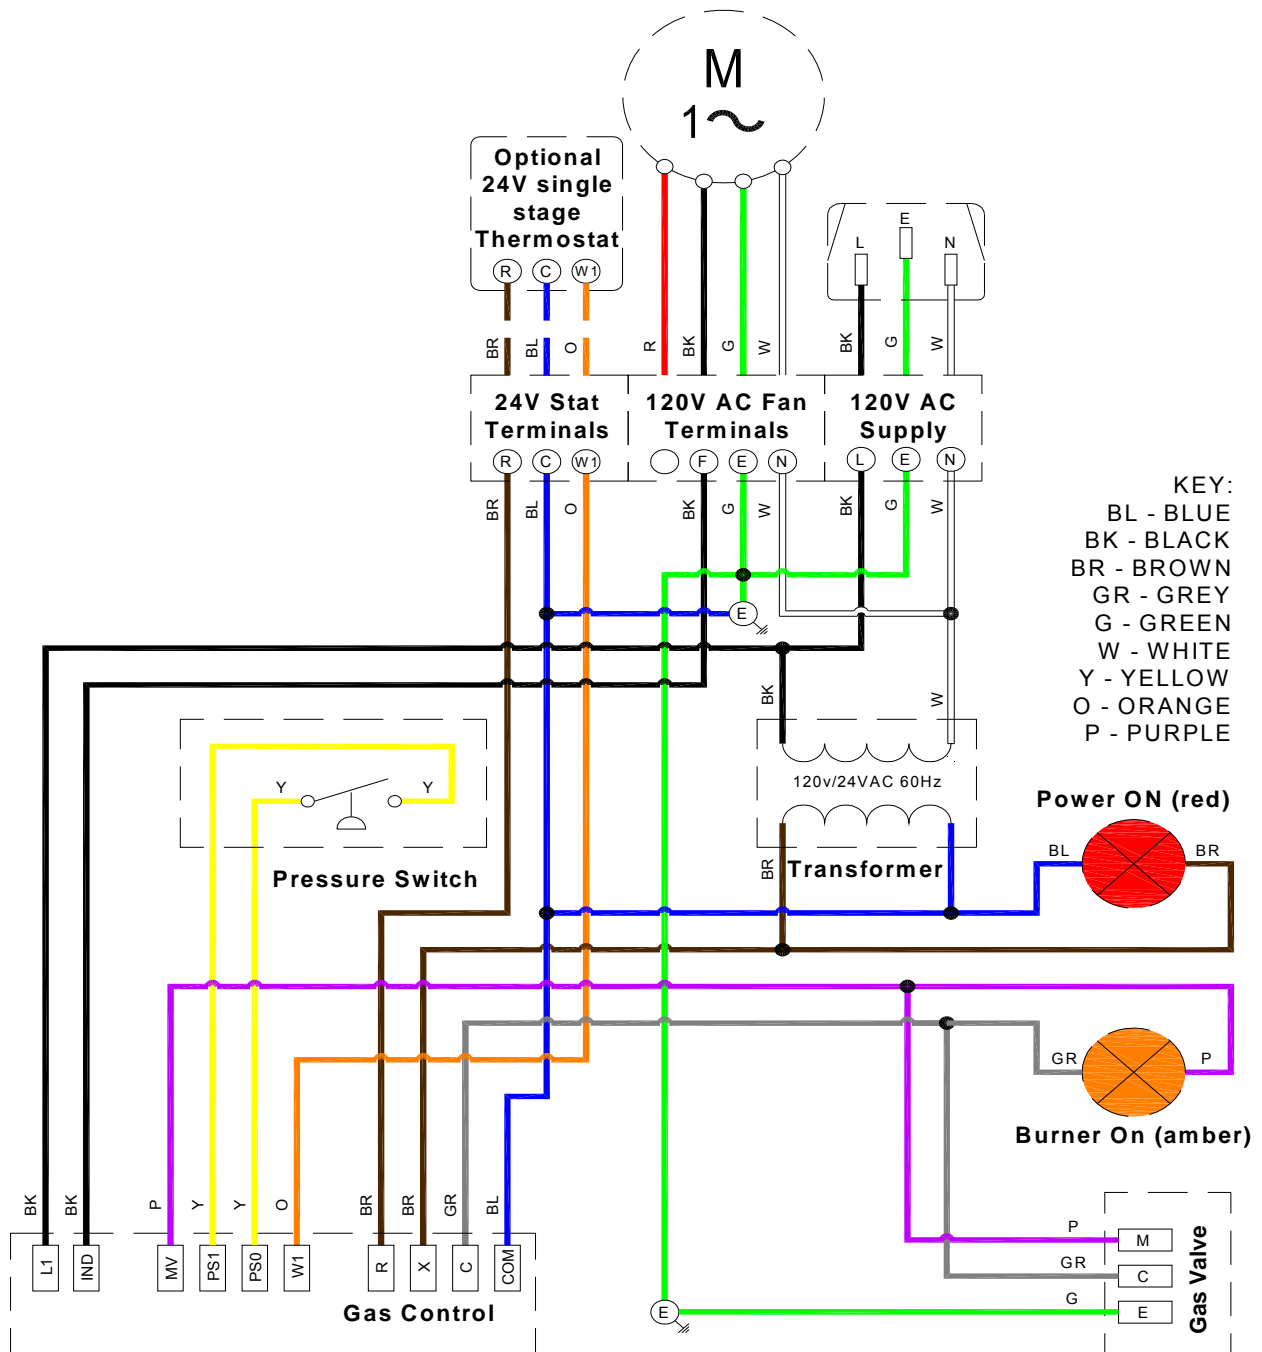 M
1~
Optional
24V single
stage
Thermostat
R C W1
E
L N
BR BL O R BK G W BK G W
24V Stat
Terminals
120V AC Fan
Terminals
120V AC
Supply
R C W1 F E N L E N
BR BL O BK G W BK G W
KEY:
BL - BLUE
BK - BLACK
BR - BROWN
GR - GREY
G - GREEN
W - WHITE
Y - YELLOW
O - ORANGE
P - PURPLE
E
BK W
Y Y
Pressure Switch
120v/24VAC 60Hz
BR
Transformer
Power ON (red)
BL BR
GR P
Burner On (amber)
BK BK P Y Y O BR BR GR BL
L1 IND MV PS1 PS0 W1 R X C COM
Gas Control
E
P M
GR C
G E
Gas Valve